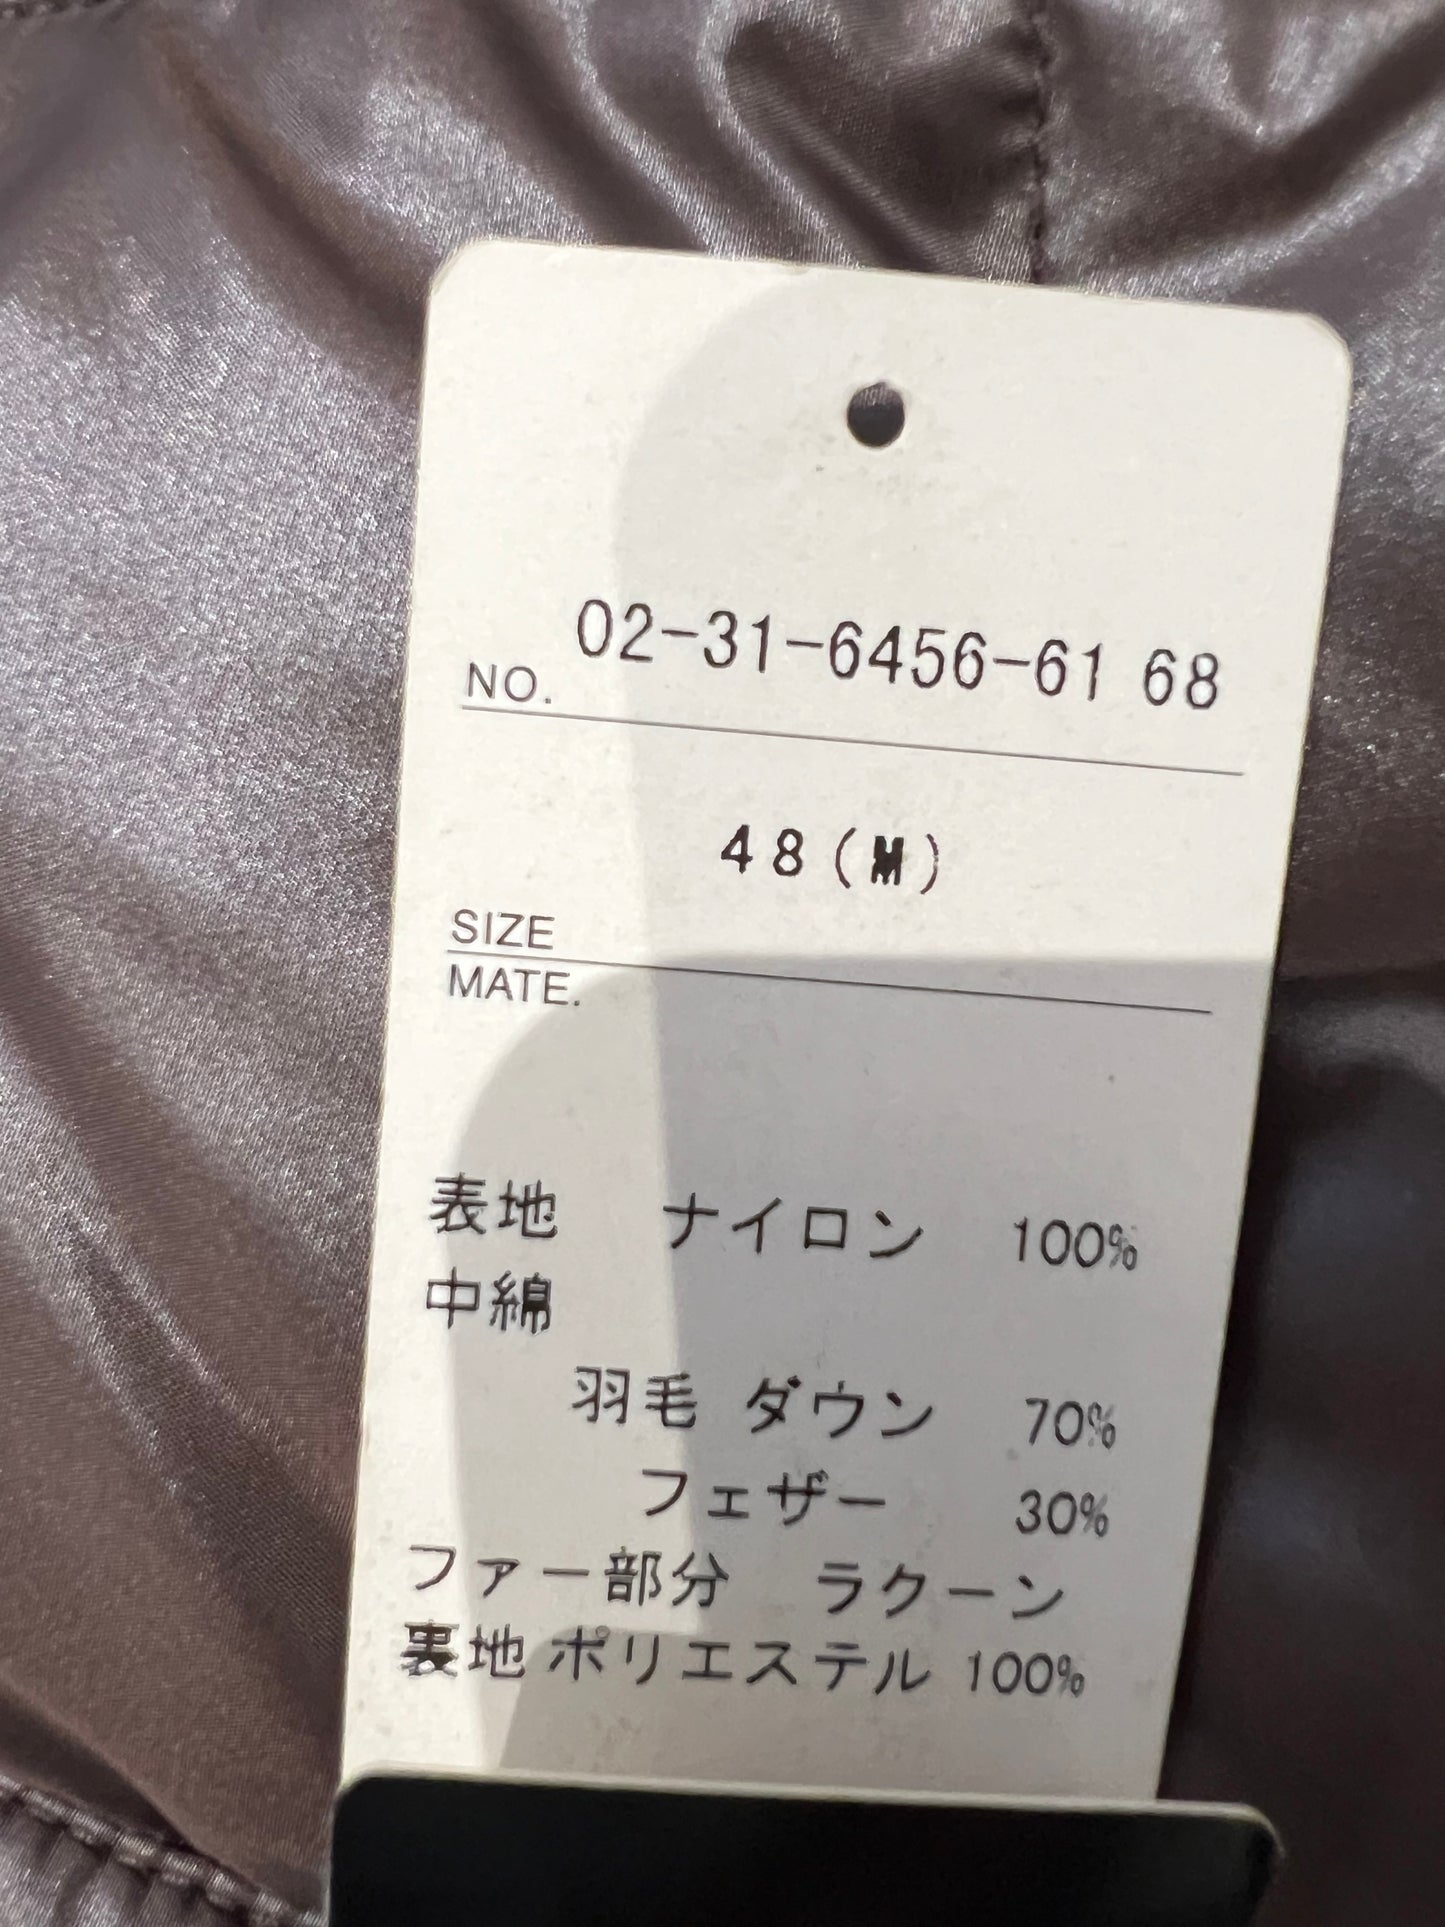 NO. 02-31-6456-61 68
SIZE 48(M)
MATE.
表地 ナイロン 100%
中綿
羽毛 ダウン 70%
フェザー 30%
ファー部分 ラクーン
裏地 ポリエステル 100%